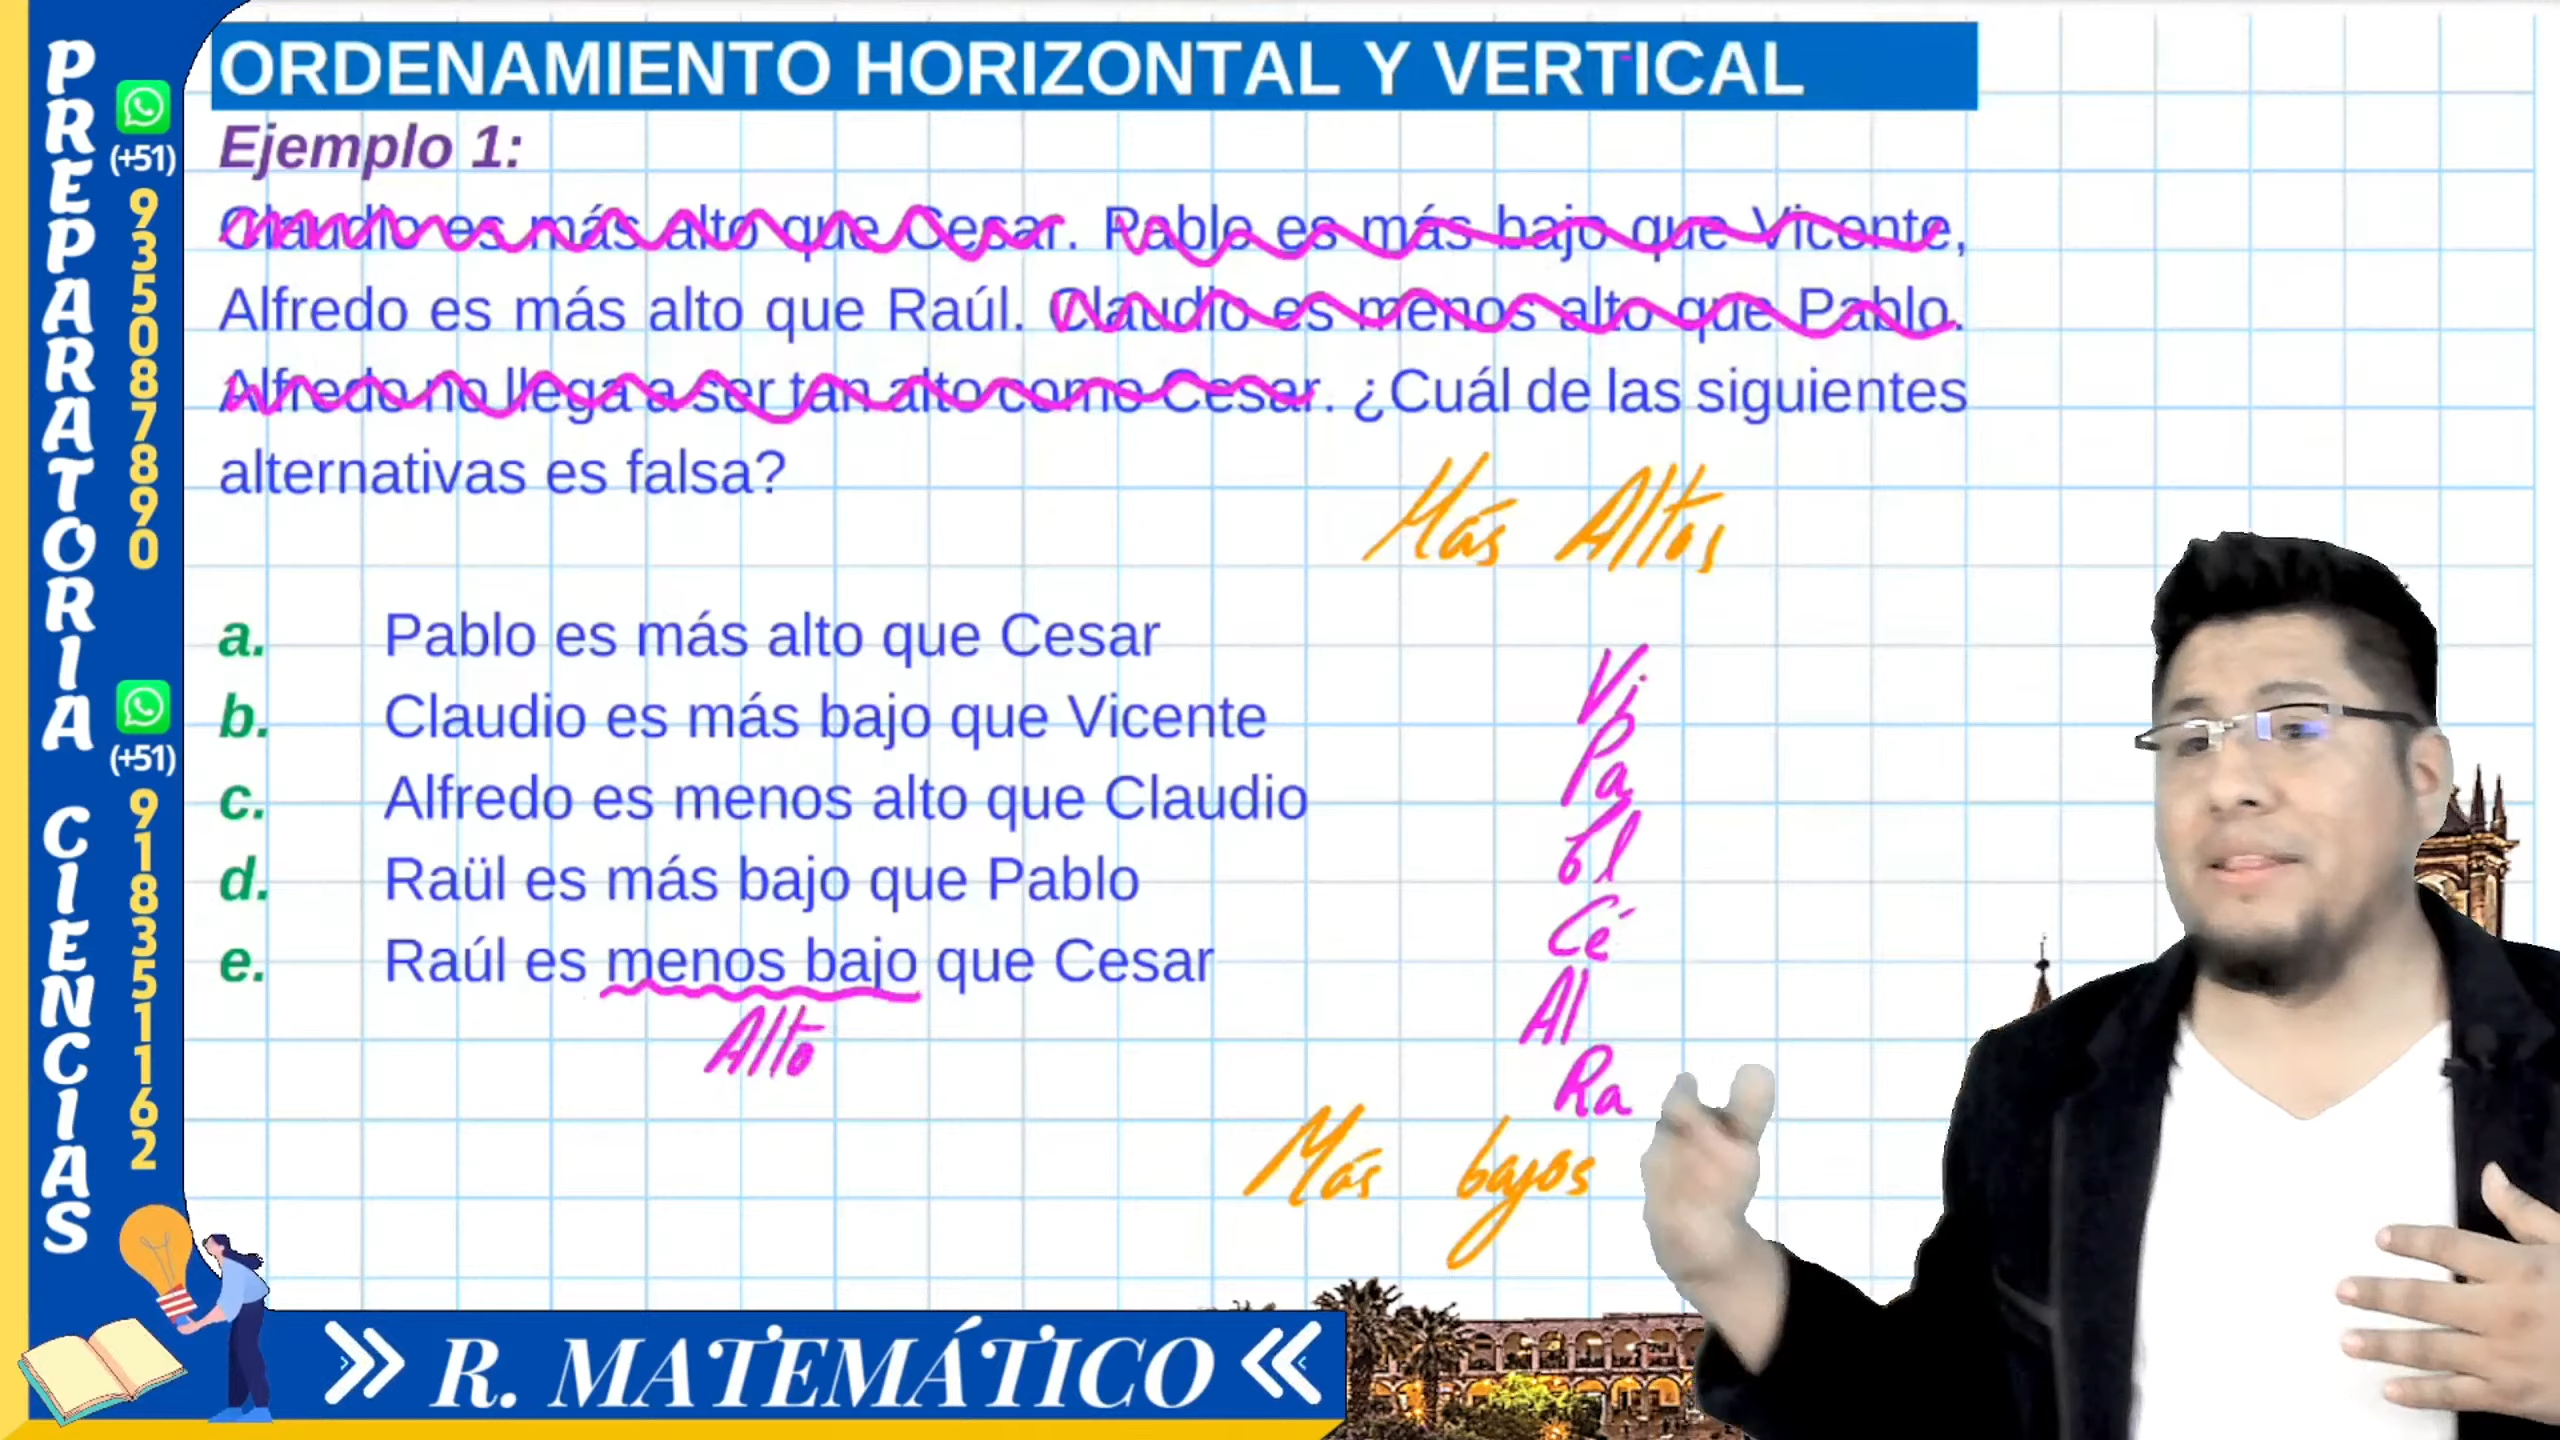 ORDENAMIENTO HORIZONTAL Y VERTICAL
Ejemplo 1:
Claudio es más alto que Cesar. Pablo es más bajo que Vicente,
Alfredo es más alto que Raúl. Claudio es menos alto que Pablo.
Alfredo no llega a ser tan alto como Cesar. ¿Cuál de las siguientes
alternativas es falsa?
Más Altos
a. Pablo es más alto que Cesar
b. Claudio es más bajo que Vicente
c. Alfredo es menos alto que Claudio
d. Raül es más bajo que Pablo
e. Raúl es menos bajo que Cesar
Alto
Vi
Pa
Cé
Al
Ra
Más bajos
PREPARATORIA CIENCIAS
(+51)
935087890
(+51)
918351162
R. MATEMÁTICO